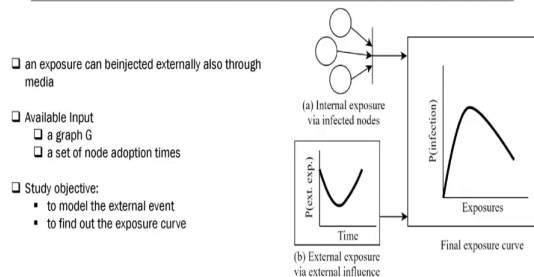 an exposure can beinjected externally also through
media
Available Input
a graph G
a set of node adoption times
Study objective:
to model the external event
to find out the exposure curve
(a) Internal exposure
via infected nodes
P(ext. exp.)
Time
(b) External exposure
via external influence
P(infection)
Exposures
Final exposure curve